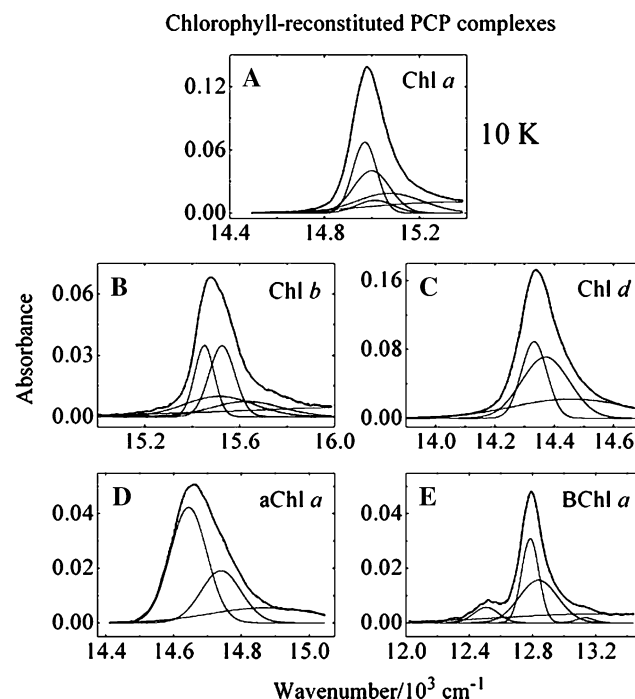 Chlorophyll-reconstituted PCP complexes
A Chl a
10 K
0.12
0.06
0.00
14.4 14.8 15.2
B Chl b
0.06
0.03
0.00
15.2 15.6 16.0
C Chl d
0.16
0.08
0.00
14.0 14.2 14.4 14.6
Absorbance
D aChl a
0.04
0.02
0.00
14.4 14.6 14.8 15.0
E BChl a
0.04
0.02
0.00
12.0 12.4 12.8 13.2
Wavenumber/10³ cm⁻¹